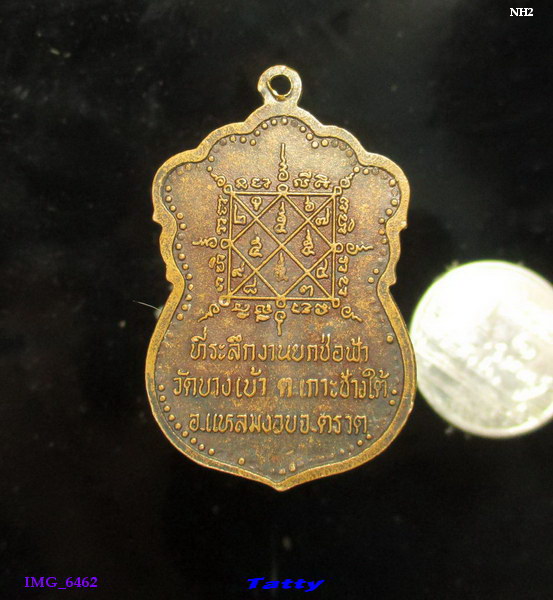 NH2
ที่ระลึกงานยกช่อฟ้า
วัดบางเบ้า ต.เกาะช้างใต้
อ.แหลมงอบ จ.ตราด
IMG_6462
Tatty